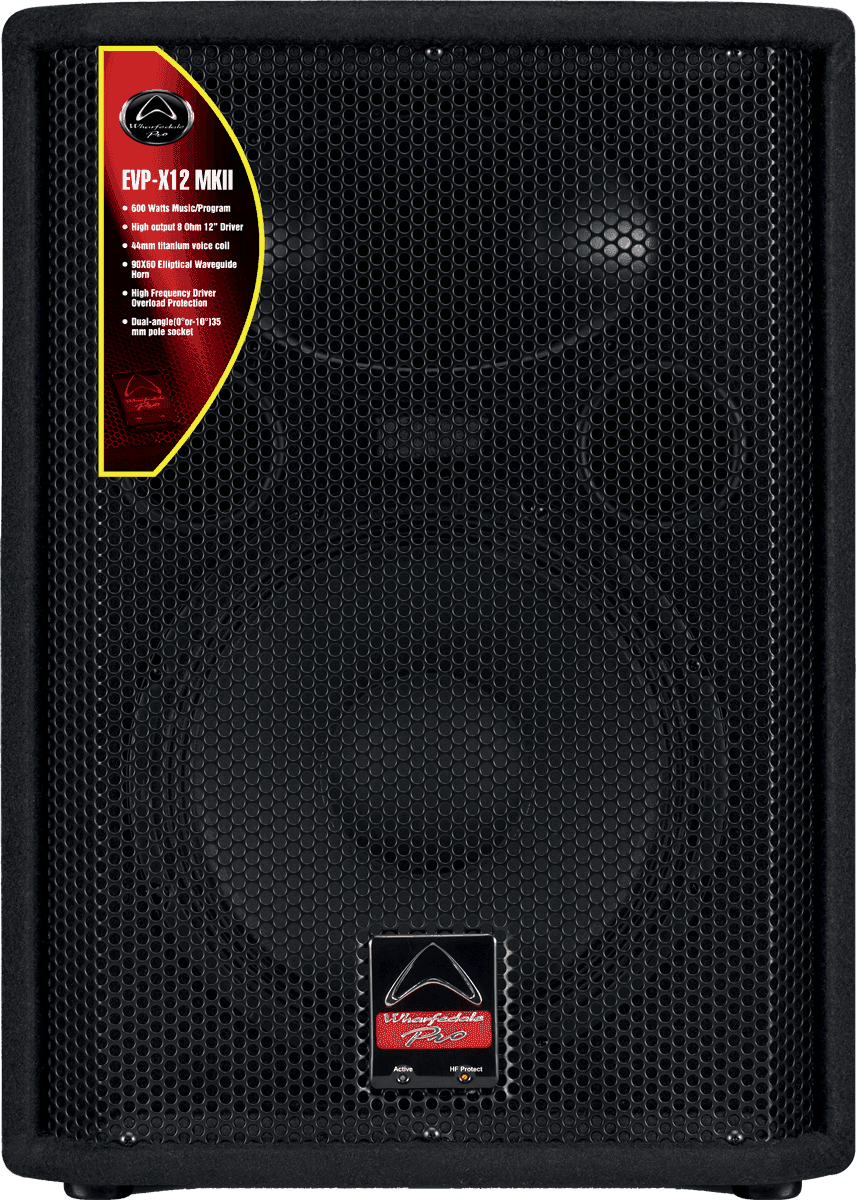 Wharfedale
Pro
EVP-X12 MKII
• 600 Watts Music/Program
• High output 8 Ohm 12" Driver
• 44mm titanium voice coil
• 90X60 Elliptical Waveguide
Horn
• High Frequency Driver
Overload Protection
• Dual-angle(0°or-10°)35
mm pole socket
Wharfedale
Pro
Wharfedale
Pro
Active
HF Protect